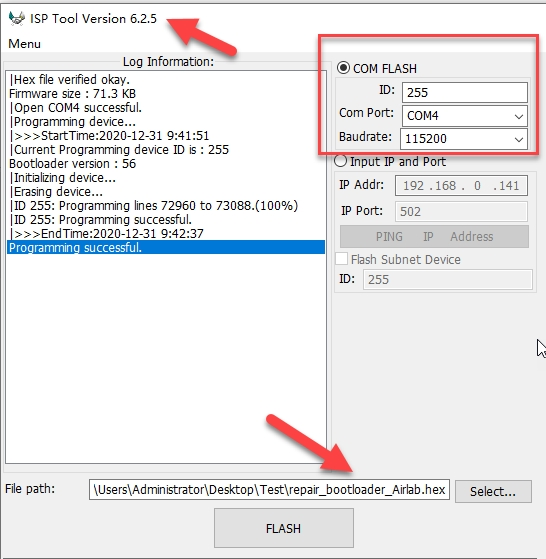 ISP Tool Version 6.2.5
Menu
Log Information:
|Hex file verified okay.
Firmware size : 71.3 KB
|Open COM4 successful.
|Programming device...
|>>>StartTime:2020-12-31 9:41:51
|Current Programming device ID is : 255
Bootloader version : 56
|Initializing device...
|Erasing device...
|ID 255: Programming lines 72960 to 73088.(100%)
|ID 255: Programming successful.
|>>>EndTime:2020-12-31 9:42:37
Programming successful.
COM FLASH
ID: 255
Com Port: COM4
Baudrate: 115200
Input IP and Port
IP Addr: 192 .168 . 0 .141
IP Port: 502
PING IP Address
Flash Subnet Device
ID: 255
File path: \Users\Administrator\Desktop\Test\repair_bootloader_Airlab.hex Select...
FLASH